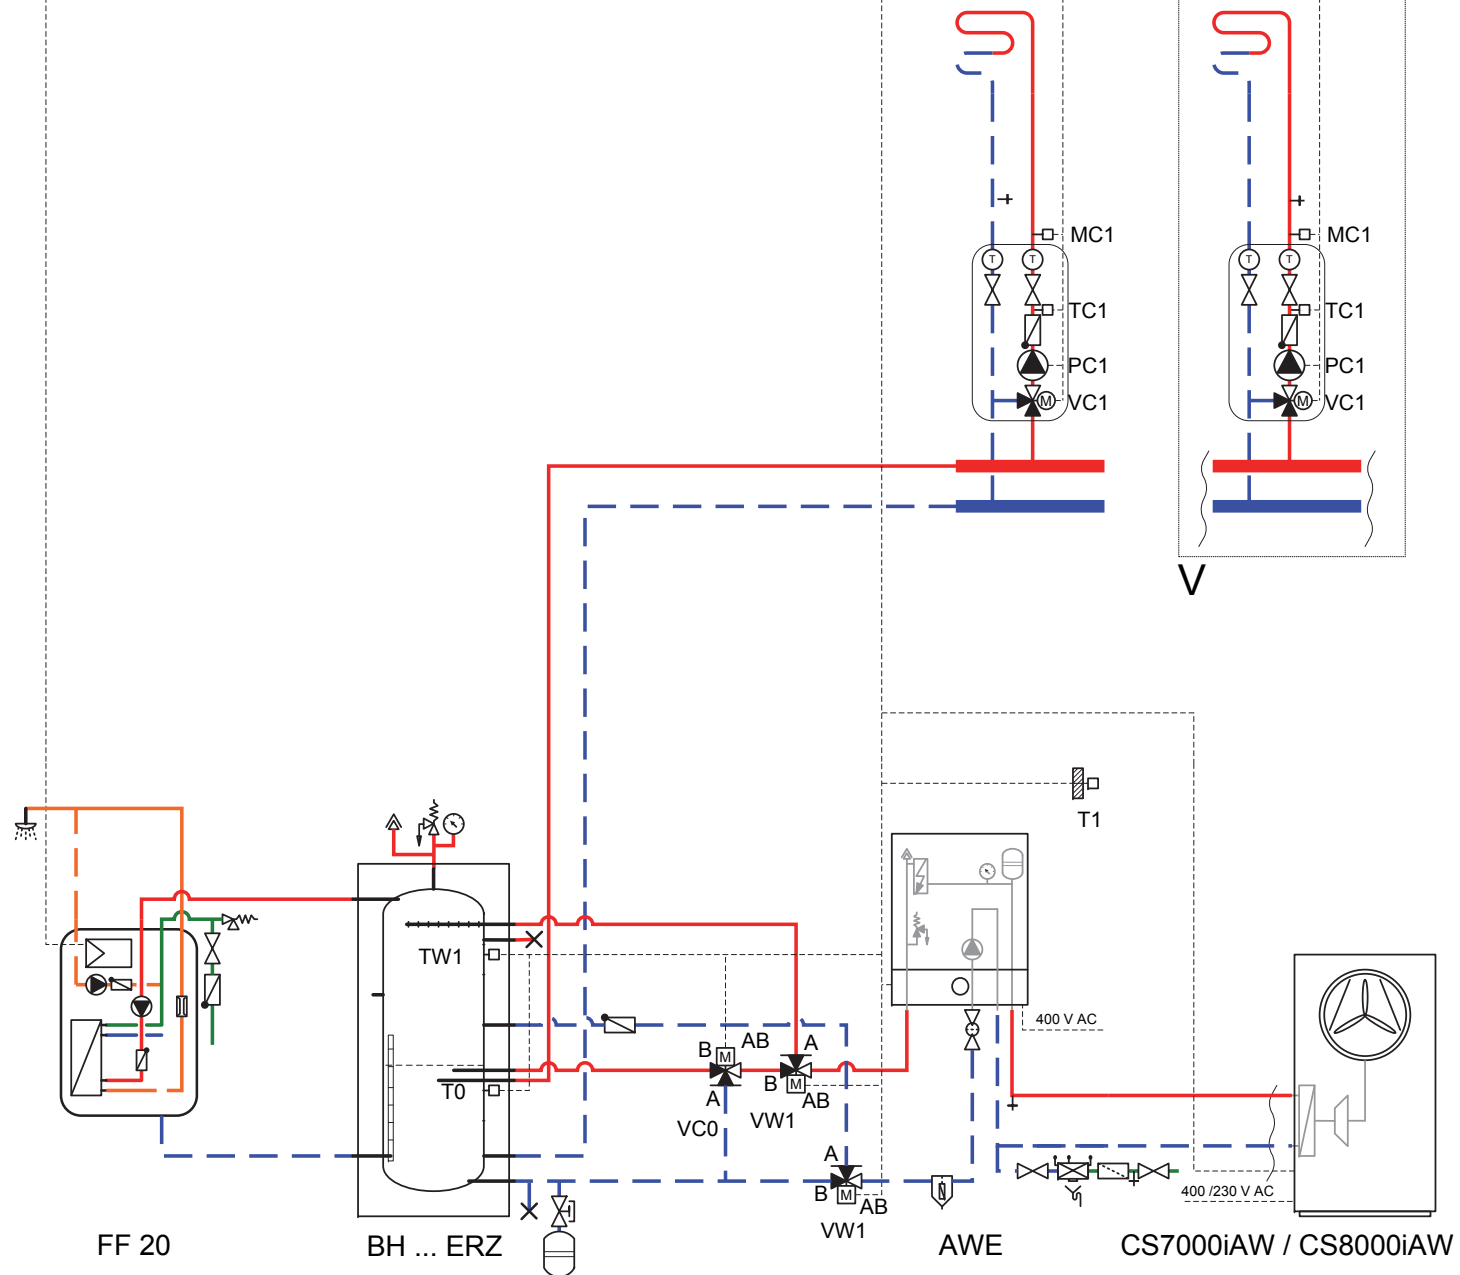 MC1
MC1
T
T
T
T
TC1
TC1
PC1
PC1
M
VC1
M
VC1
V
T1
TW1
400 V AC
B
M
AB
A
T0
A
B
M
AB
VC0
VW1
A
B
M
AB
VW1
400 /230 V AC
FF 20
BH ... ERZ
AWE
CS7000iAW / CS8000iAW